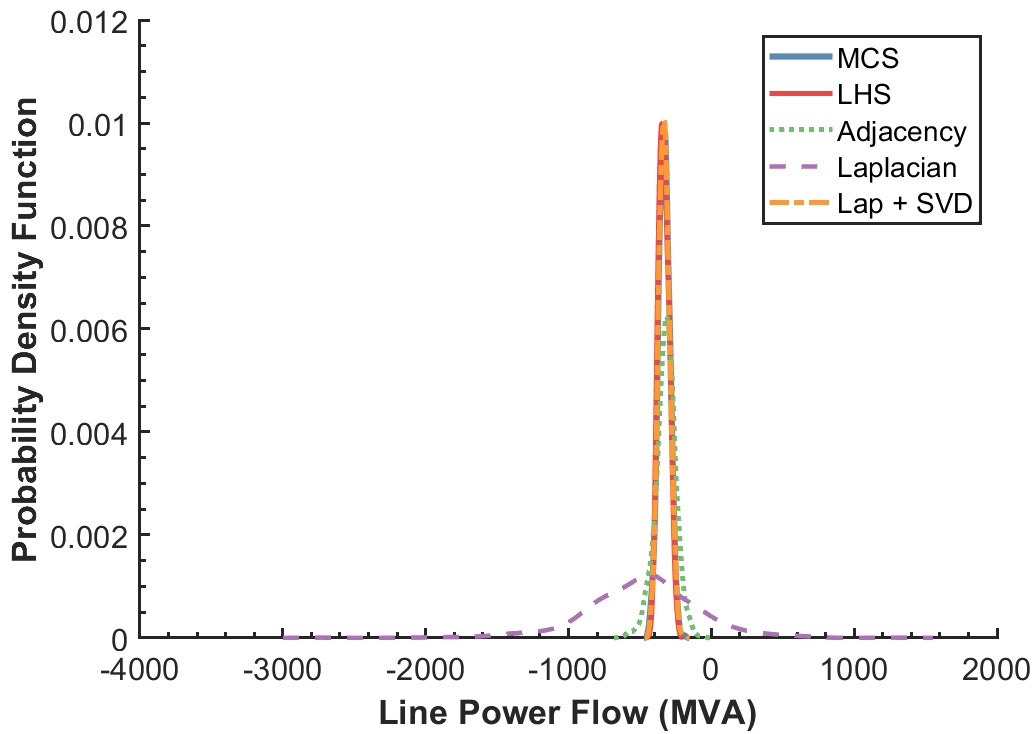 0.012
0.01
0.008
0.006
0.004
0.002
0
Probability Density Function
MCS
LHS
Adjacency
Laplacian
Lap + SVD
-4000 -3000 -2000 -1000 0 1000 2000
Line Power Flow (MVA)